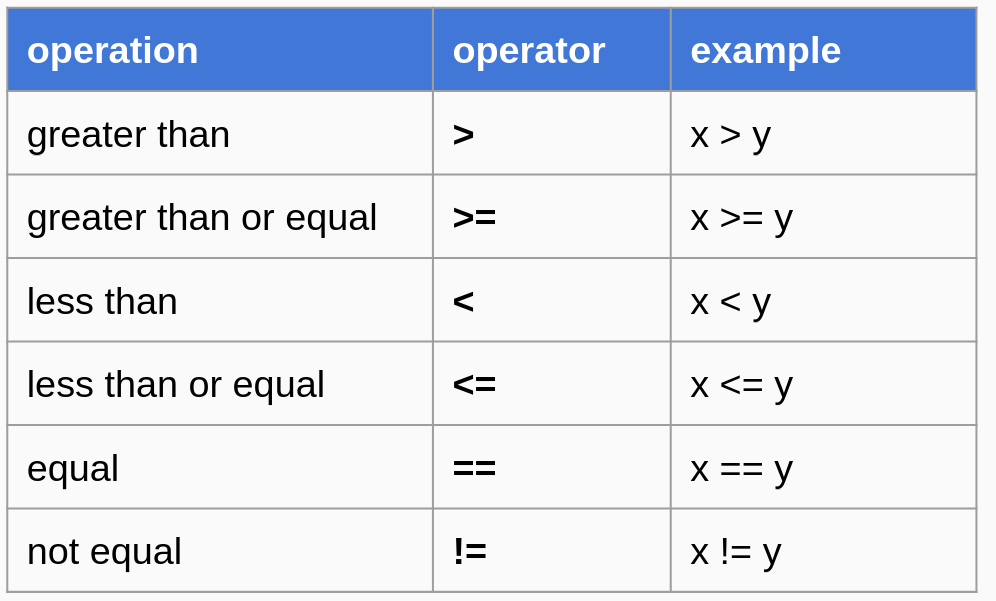 operation operator example
greater than > x > y
greater than or equal >= x >= y
less than < x < y
less than or equal <= x <= y
equal == x == y
not equal != x != y